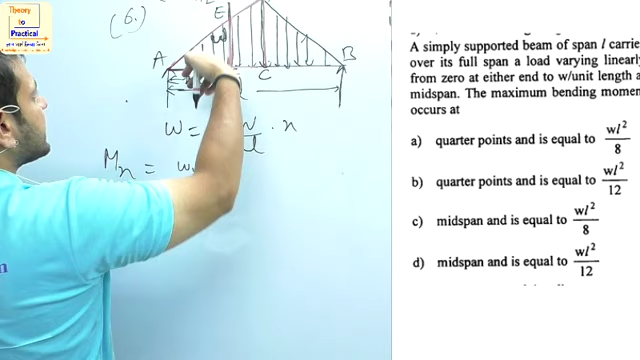 Theory
to
Practical
(6.)
E
w
A
B
C
l
W = W/l . x
Mx = w
A simply supported beam of span l carrie
over its full span a load varying linearly
from zero at either end to w/unit length a
midspan. The maximum bending momen
occurs at
a) quarter points and is equal to wl²/8
b) quarter points and is equal to wl²/12
c) midspan and is equal to wl²/8
d) midspan and is equal to wl²/12